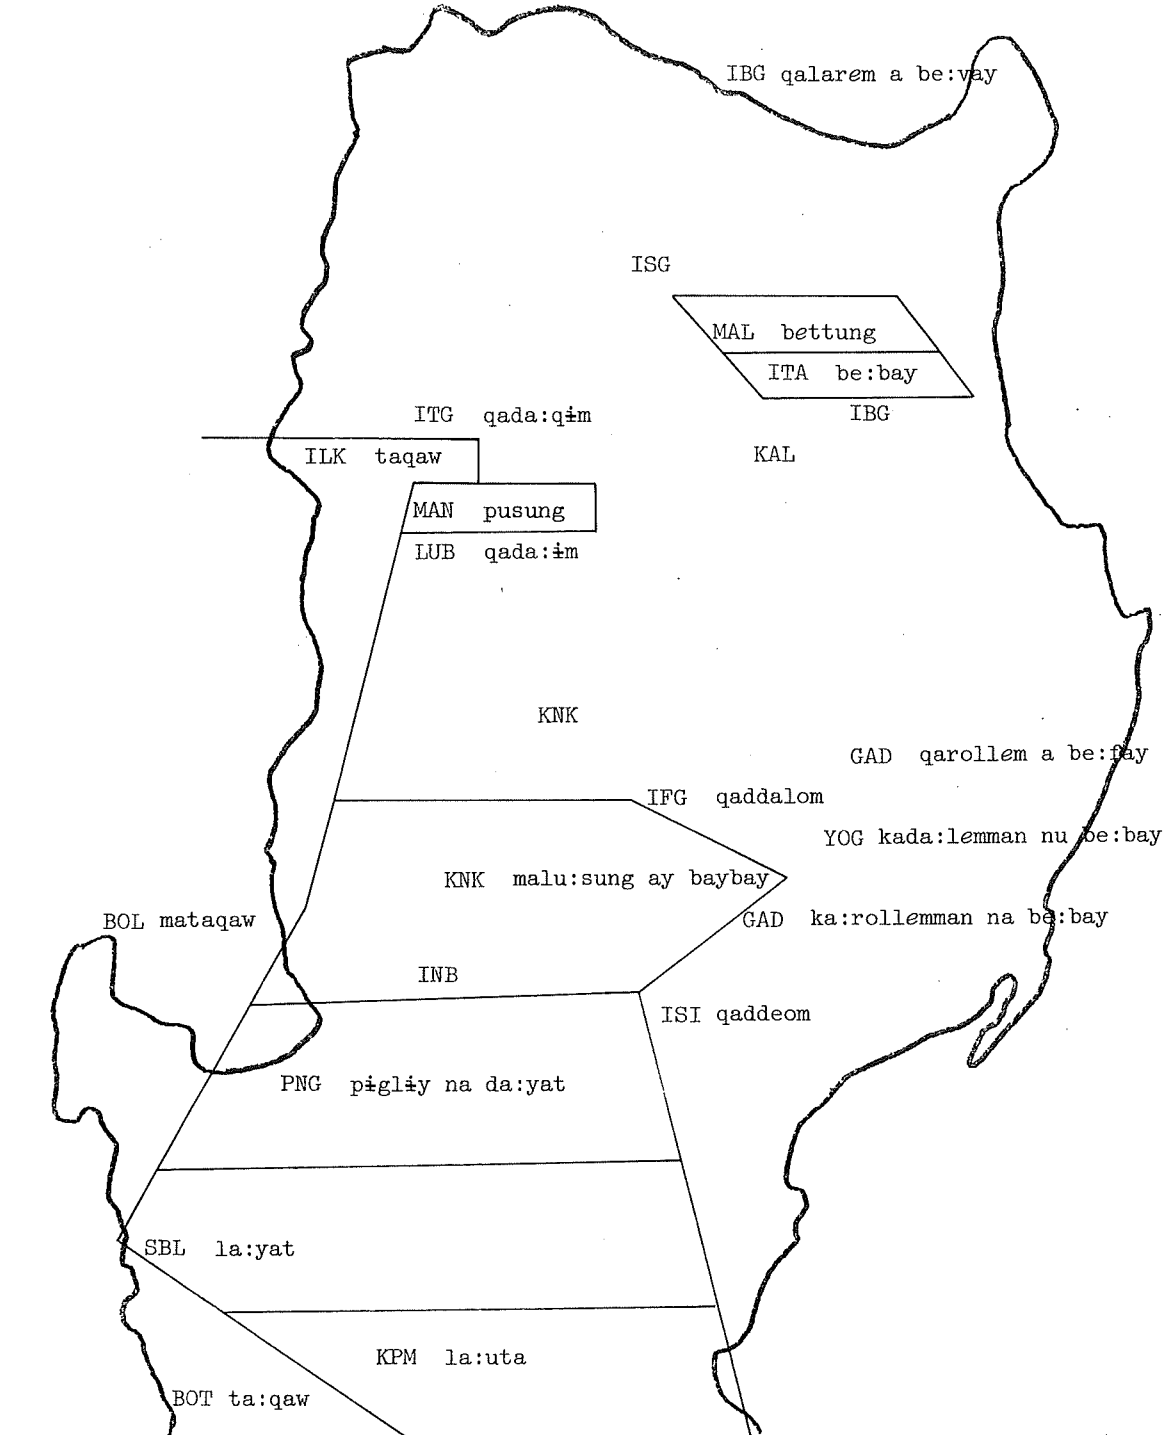 IBG qalarem a be:vay
ISG
MAL bettung
ITA be:bay
ITG qada:qɨm
IBG
ILK taqaw
KAL
MAN pusung
LUB qada:ɨm
KNK
GAD qarollem a be:fay
IFG qaddalom
YOG kada:lemman nu be:bay
KNK malu:sung ay baybay
BOL mataqaw
GAD ka:rollemman na be:bay
INB
ISI qaddeom
PNG pɨglɨy na da:yat
SBL la:yat
KPM la:uta
BOT ta:qaw